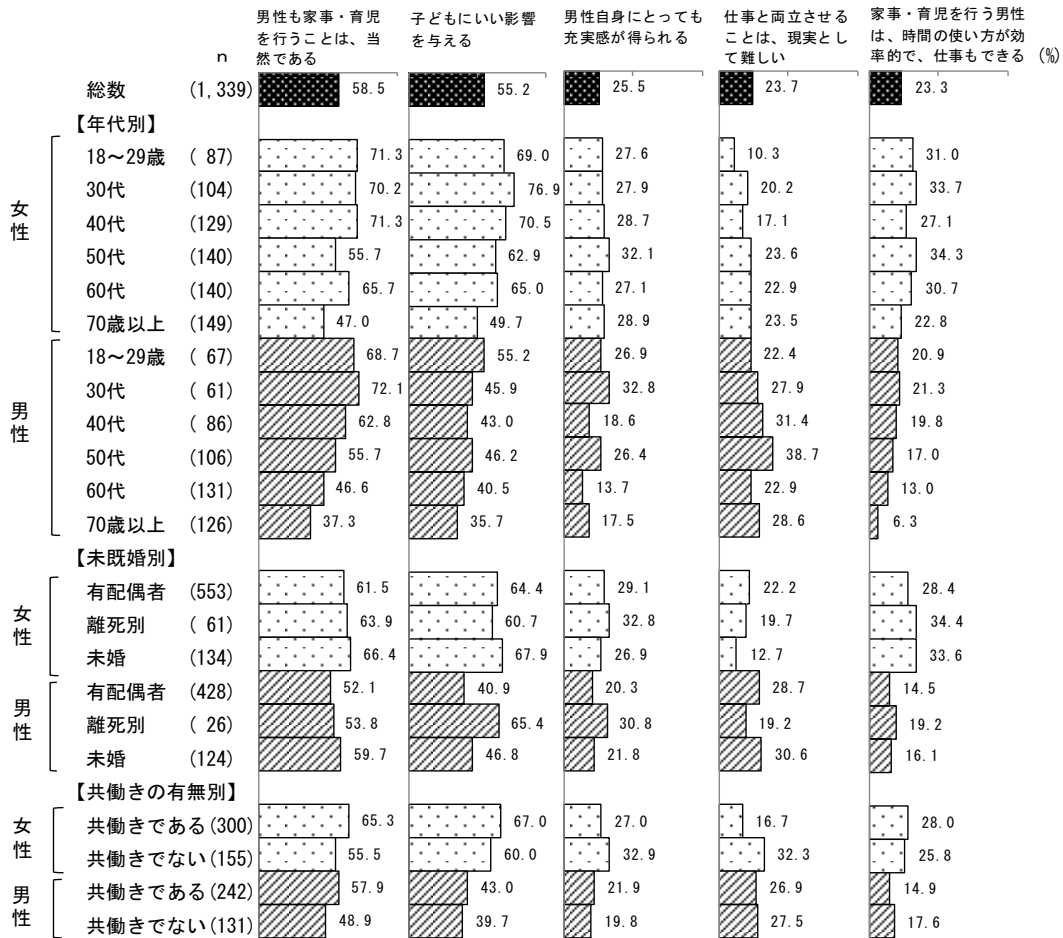 男性も家事・育児
を行うことは、当
然である
子どもにいい影響
を与える
男性自身にとっても
充実感が得られる
仕事と両立させる
ことは、現実とし
て難しい
家事・育児を行う男性
は、時間の使い方が効
率的で、仕事もできる (%)
n
総数 (1,339) 58.5 55.2 25.5 23.7 23.3
【年代別】
女性
18～29歳 ( 87) 71.3 69.0 27.6 10.3 31.0
30代 (104) 70.2 76.9 27.9 20.2 33.7
40代 (129) 71.3 70.5 28.7 17.1 27.1
50代 (140) 55.7 62.9 32.1 23.6 34.3
60代 (140) 65.7 65.0 27.1 22.9 30.7
70歳以上 (149) 47.0 49.7 28.9 23.5 22.8
男性
18～29歳 ( 67) 68.7 55.2 26.9 22.4 20.9
30代 ( 61) 72.1 45.9 32.8 27.9 21.3
40代 ( 86) 62.8 43.0 18.6 31.4 19.8
50代 (106) 55.7 46.2 26.4 38.7 17.0
60代 (131) 46.6 40.5 13.7 22.9 13.0
70歳以上 (126) 37.3 35.7 17.5 28.6 6.3
【未既婚別】
女性
有配偶者 (553) 61.5 64.4 29.1 22.2 28.4
離死別 ( 61) 63.9 60.7 32.8 19.7 34.4
未婚 (134) 66.4 67.9 26.9 12.7 33.6
男性
有配偶者 (428) 52.1 40.9 20.3 28.7 14.5
離死別 ( 26) 53.8 65.4 30.8 19.2 19.2
未婚 (124) 59.7 46.8 21.8 30.6 16.1
【共働きの有無別】
女性
共働きである(300) 65.3 67.0 27.0 16.7 28.0
共働きでない(155) 55.5 60.0 32.9 32.3 25.8
男性
共働きである(242) 57.9 43.0 21.9 26.9 14.9
共働きでない(131) 48.9 39.7 19.8 27.5 17.6